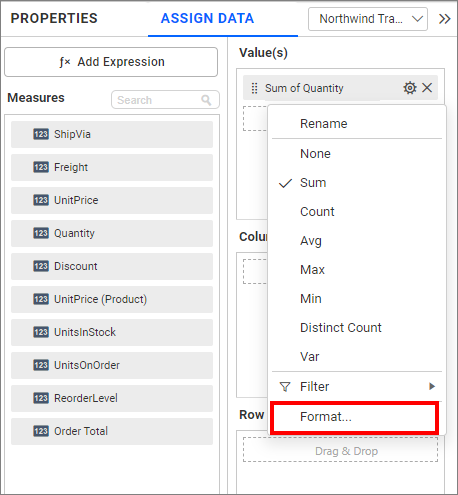 PROPERTIES
ASSIGN DATA
Northwind Tra...
ƒx Add Expression
Measures
Search
123 ShipVia
123 Freight
123 UnitPrice
123 Quantity
123 Discount
123 UnitPrice (Product)
123 UnitsInStock
123 UnitsOnOrder
123 ReorderLevel
123 Order Total
Value(s)
Sum of Quantity
Rename
None
Sum
Count
Avg
Max
Min
Distinct Count
Var
Filter
Format...
Colu
Row
Drag & Drop